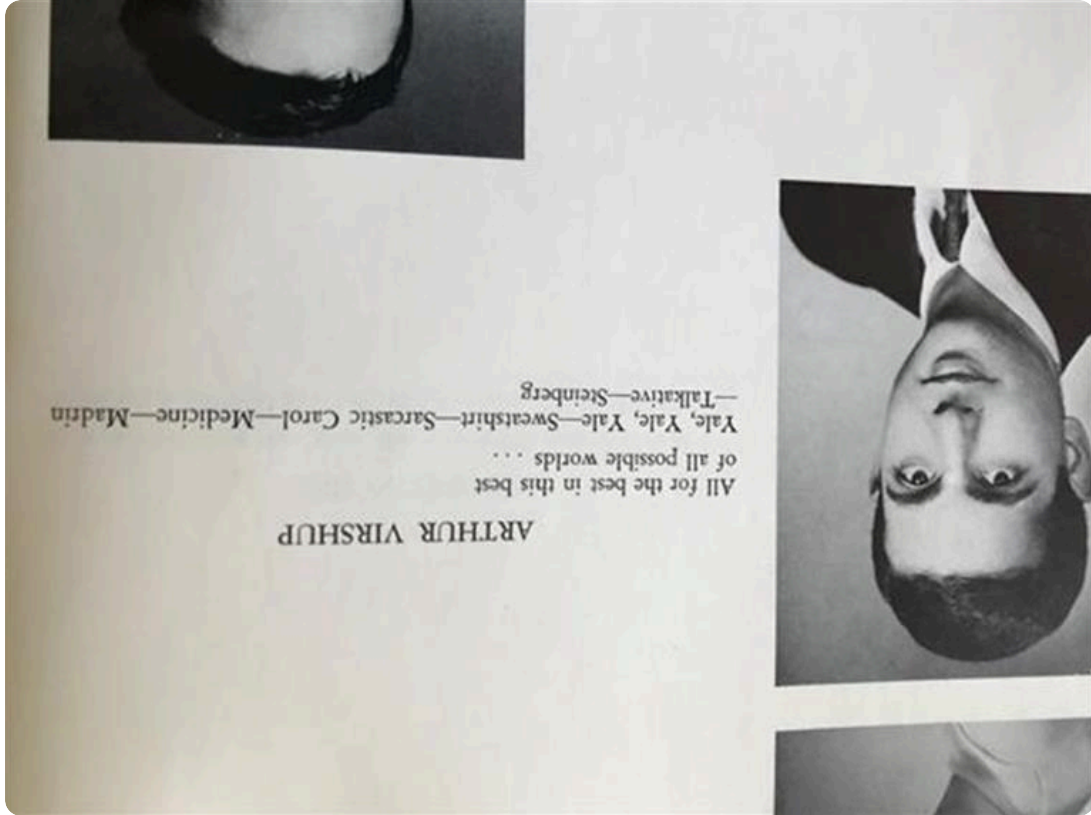 ARTHUR VIRSHUP
All for the best in this best
of all possible worlds . . .
Yale, Yale, Yale—Sweatshirt—Sarcastic Carol—Medicine—Madrin
—Talkative—Steinberg